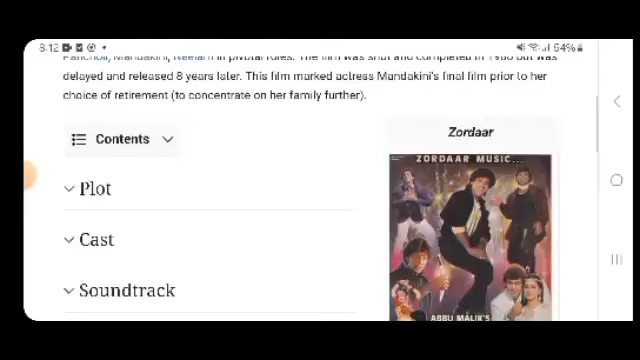 8:12
54%
Pancholi, Mandakini, Neelam in pivotal roles. The film was shot and completed in 1988 but was
delayed and released 8 years later. This film marked actress Mandakini's final film prior to her
choice of retirement (to concentrate on her family further).
Contents
Zordaar
ZORDAAR MUSIC....
Plot
Cast
Soundtrack
ABBU MALIK'S